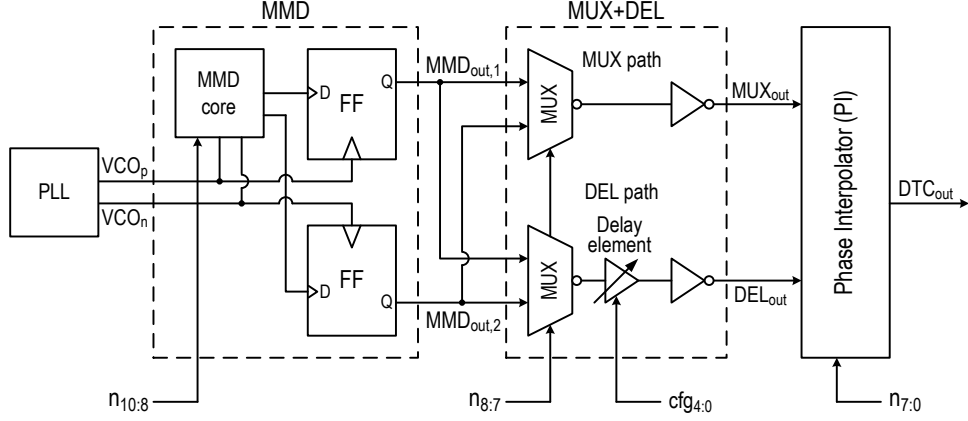 MMD
MUX+DEL
MMD core
D
FF
Q
MMDout,1
MUX
MUX path
MUXout
PLL
VCOp
VCOn
DEL path
Delay element
Phase Interpolator (PI)
DTCout
D
FF
Q
MMDout,2
MUX
DELout
n10:8
n8:7
cfg4:0
n7:0